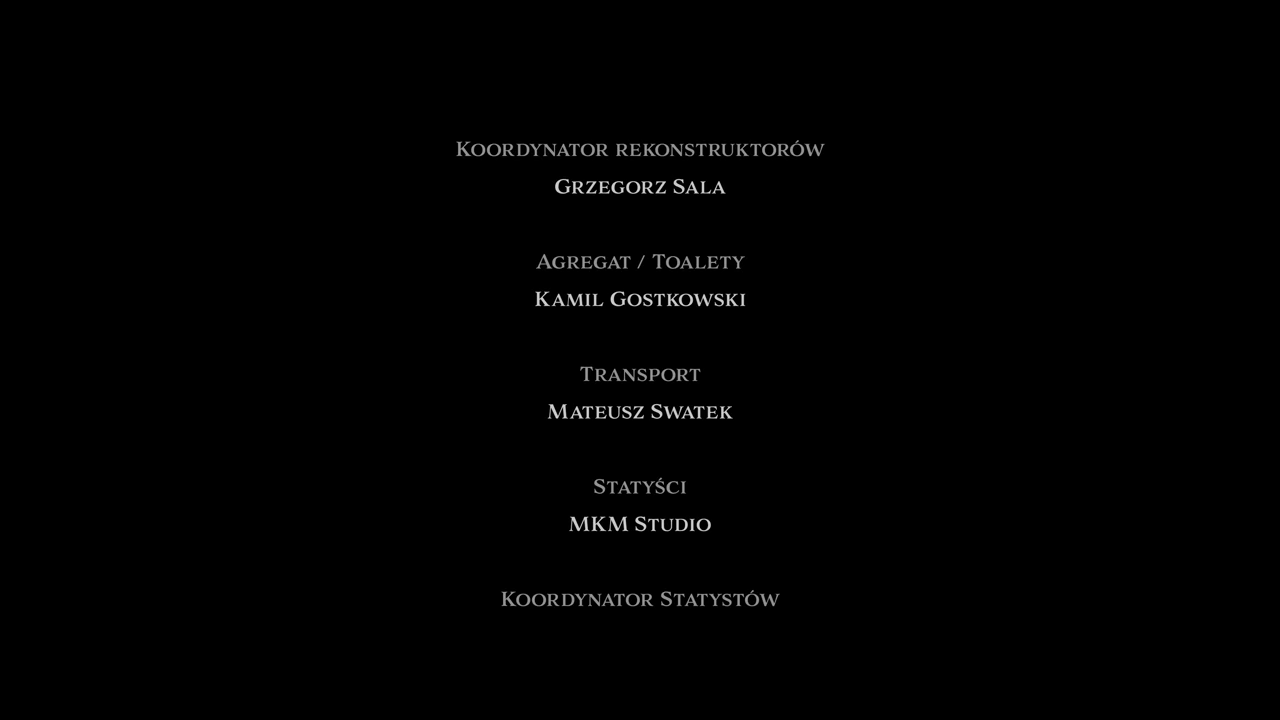 Koordynator rekonstruktorów
Grzegorz Sala
Agregat / Toalety
Kamil Gostkowski
Transport
Mateusz Swatek
Statyści
MKM Studio
Koordynator Statystów